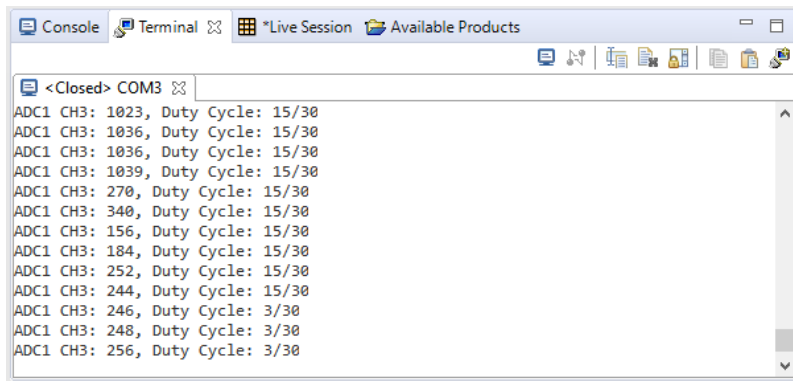 Console Terminal *Live Session Available Products
<Closed> COM3
ADC1 CH3: 1023, Duty Cycle: 15/30
ADC1 CH3: 1036, Duty Cycle: 15/30
ADC1 CH3: 1036, Duty Cycle: 15/30
ADC1 CH3: 1039, Duty Cycle: 15/30
ADC1 CH3: 270, Duty Cycle: 15/30
ADC1 CH3: 340, Duty Cycle: 15/30
ADC1 CH3: 156, Duty Cycle: 15/30
ADC1 CH3: 184, Duty Cycle: 15/30
ADC1 CH3: 252, Duty Cycle: 15/30
ADC1 CH3: 244, Duty Cycle: 15/30
ADC1 CH3: 246, Duty Cycle: 3/30
ADC1 CH3: 248, Duty Cycle: 3/30
ADC1 CH3: 256, Duty Cycle: 3/30